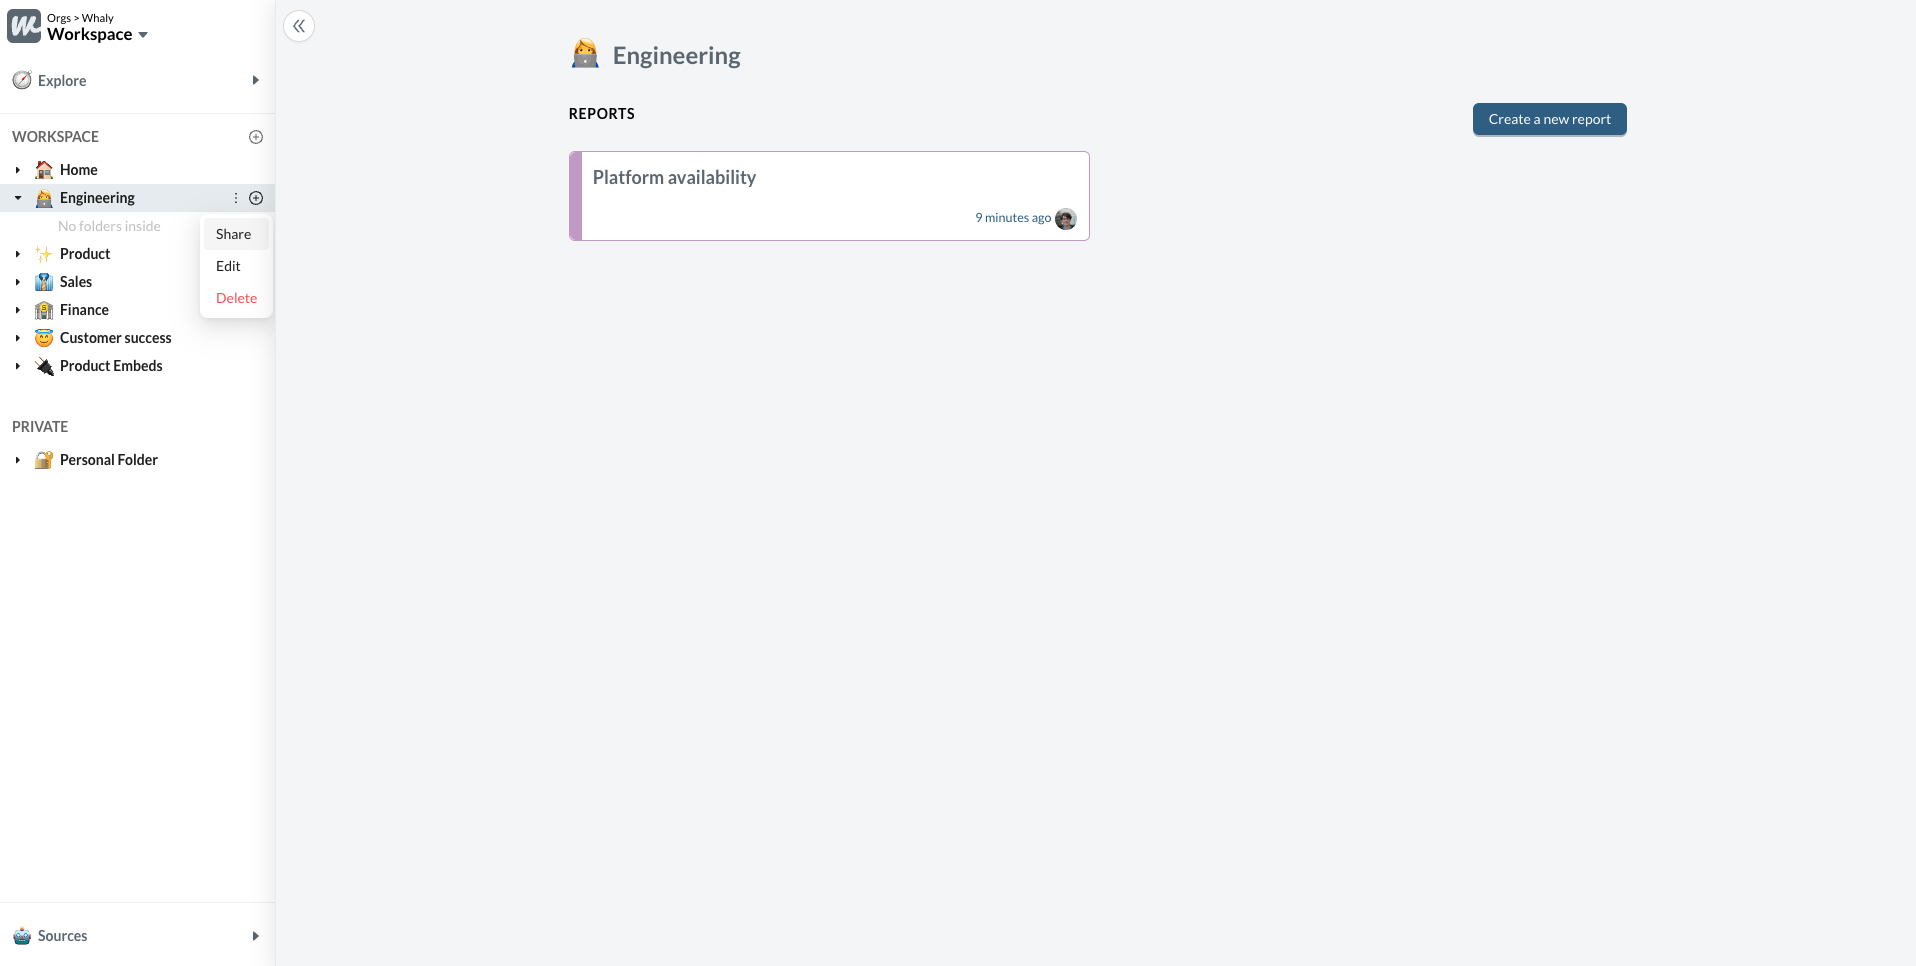 Orgs > Whaly
Workspace
Explore
WORKSPACE
Home
Engineering
No folders inside
Share
Edit
Delete
Product
Sales
Finance
Customer success
Product Embeds
PRIVATE
Personal Folder
Sources
Engineering
REPORTS
Create a new report
Platform availability
9 minutes ago